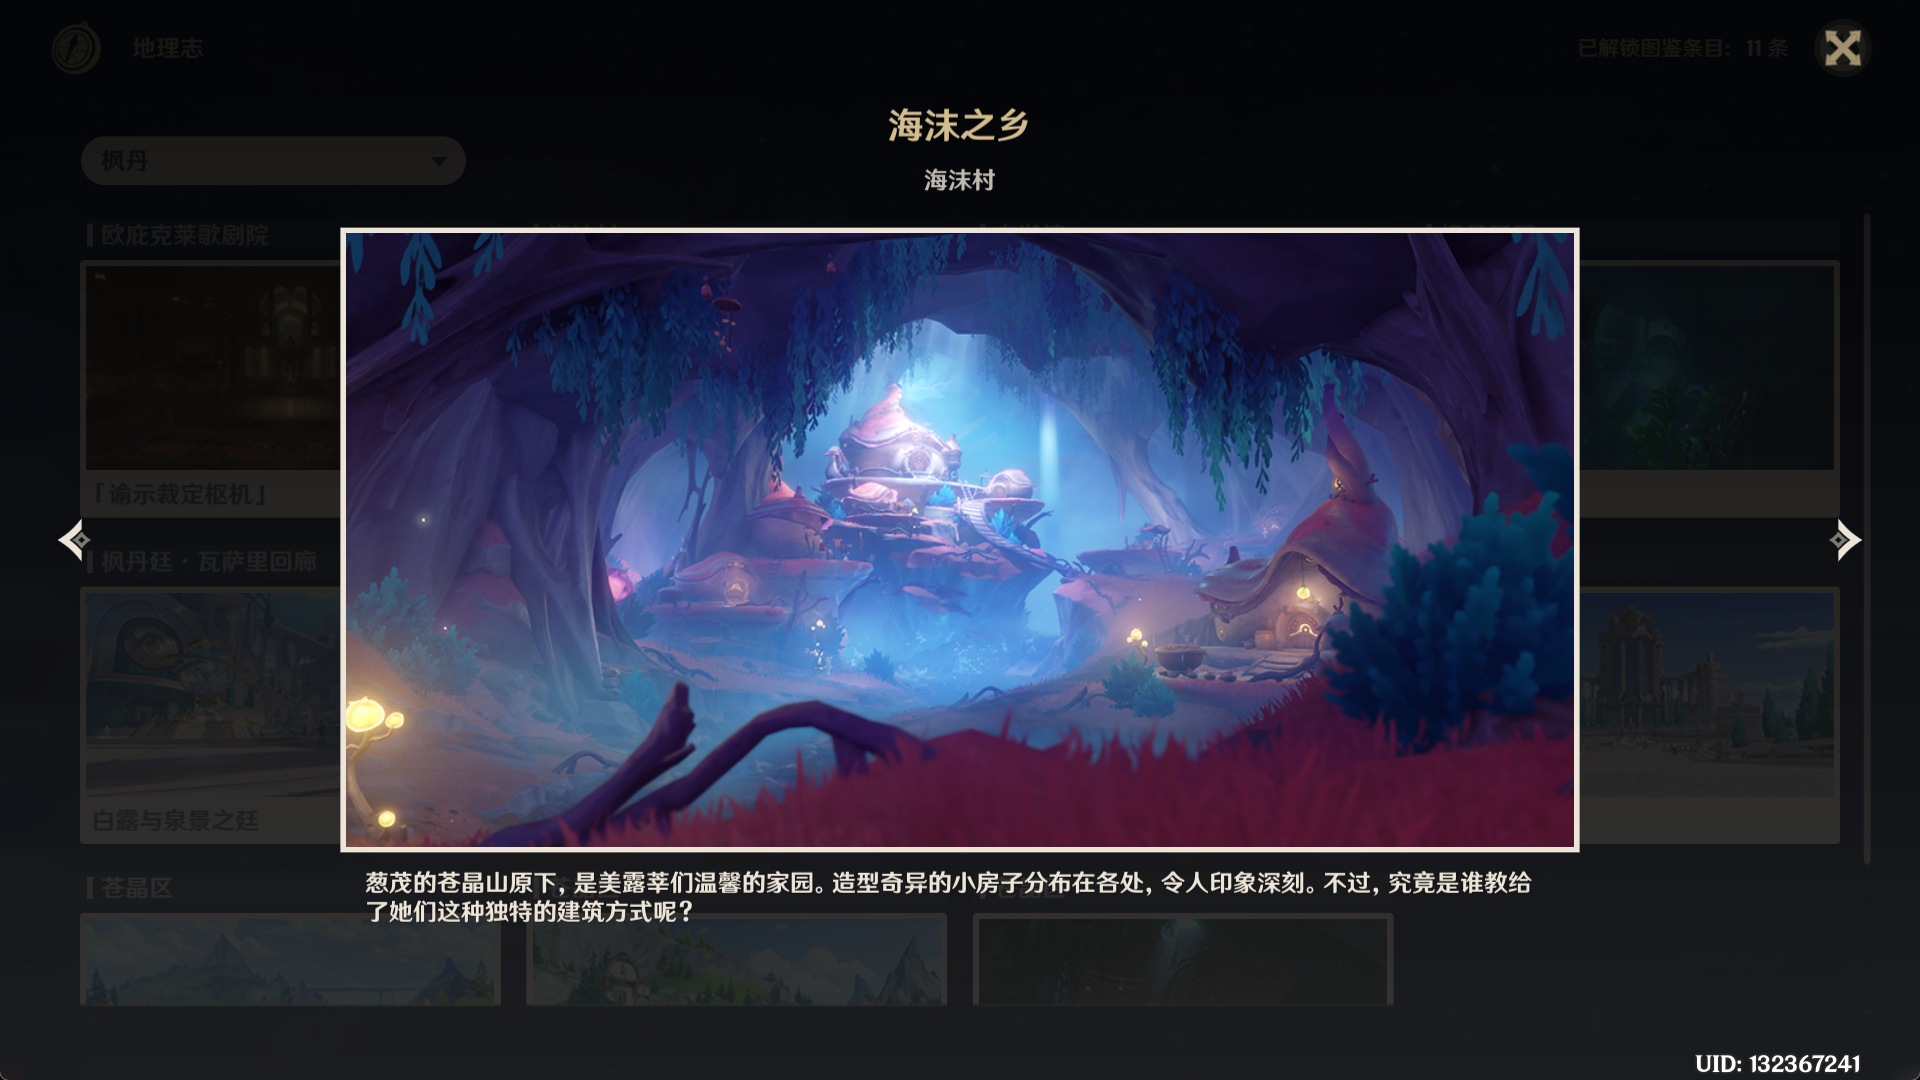 地理志
已解锁图鉴条目: 11 条
海沫之乡
枫丹
海沫村
欧庇克莱歌剧院
「谕示裁定枢机」
枫丹廷·瓦萨里回廊
白露与泉景之廷
苍晶区
葱茂的苍晶山原下,是美露莘们温馨的家园。造型奇异的小房子分布在各处,令人印象深刻。不过,究竟是谁教给
了她们这种独特的建筑方式呢?
UID: 132367241